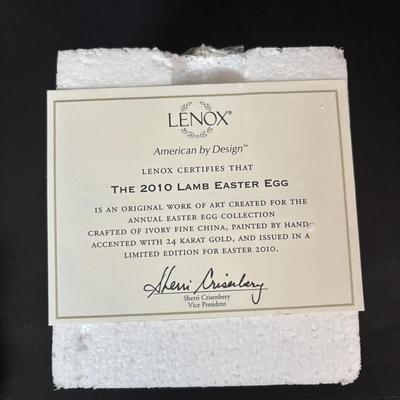 LENOX®
American by Design™
LENOX CERTIFIES THAT
THE 2010 LAMB EASTER EGG
IS AN ORIGINAL WORK OF ART CREATED FOR THE
ANNUAL EASTER EGG COLLECTION
CRAFTED OF IVORY FINE CHINA, PAINTED BY HAND,
ACCENTED WITH 24 KARAT GOLD, AND ISSUED IN A
LIMITED EDITION FOR EASTER 2010.
Sherri Crisenbery
Sherri Crisenbery
Vice President